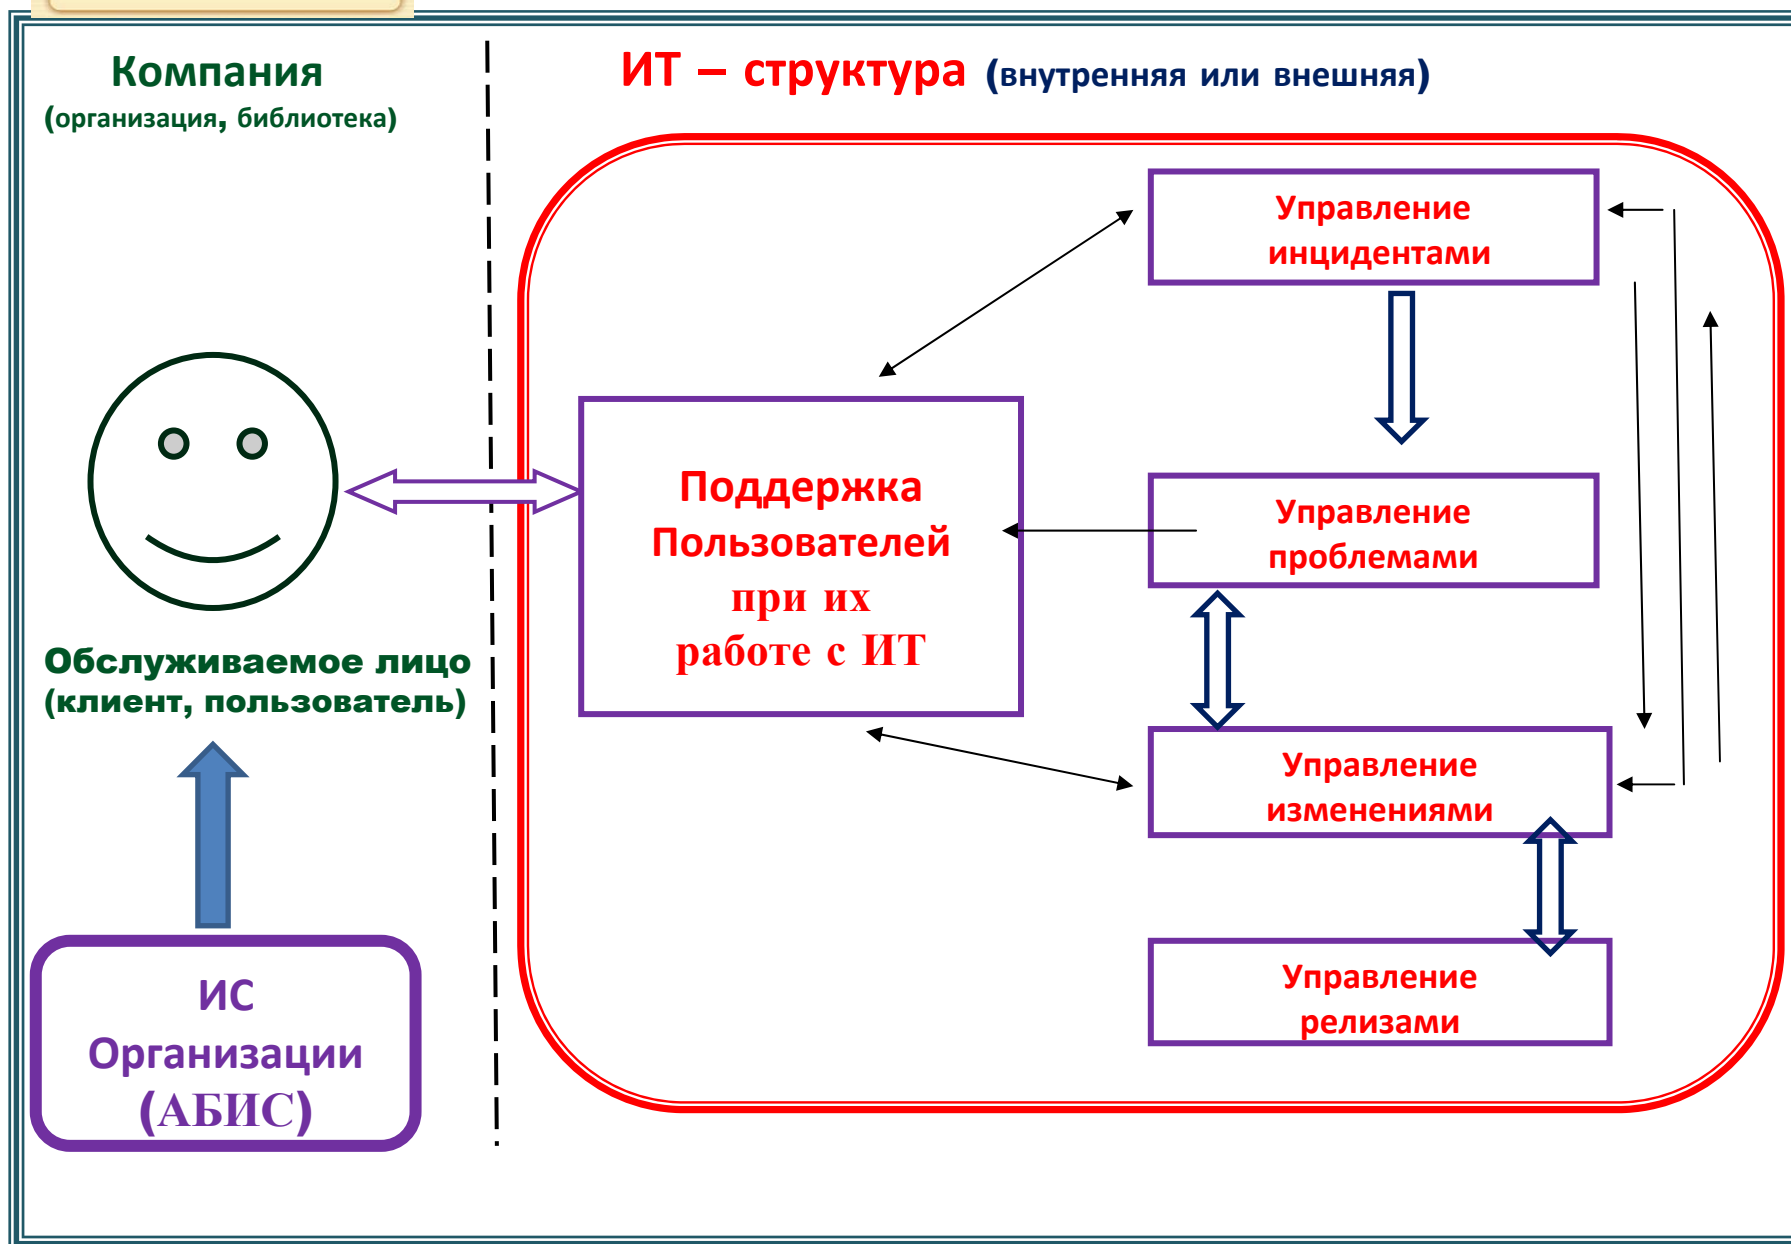 Компания
(организация, библиотека)
ИТ – структура (внутренняя или внешняя)
Управление
инцидентами
Поддержка
Пользователей
при их
работе с ИТ
Управление
проблемами
Обслуживаемое лицо
(клиент, пользователь)
Управление
изменениями
ИС
Организации
(АБИС)
Управление
релизами